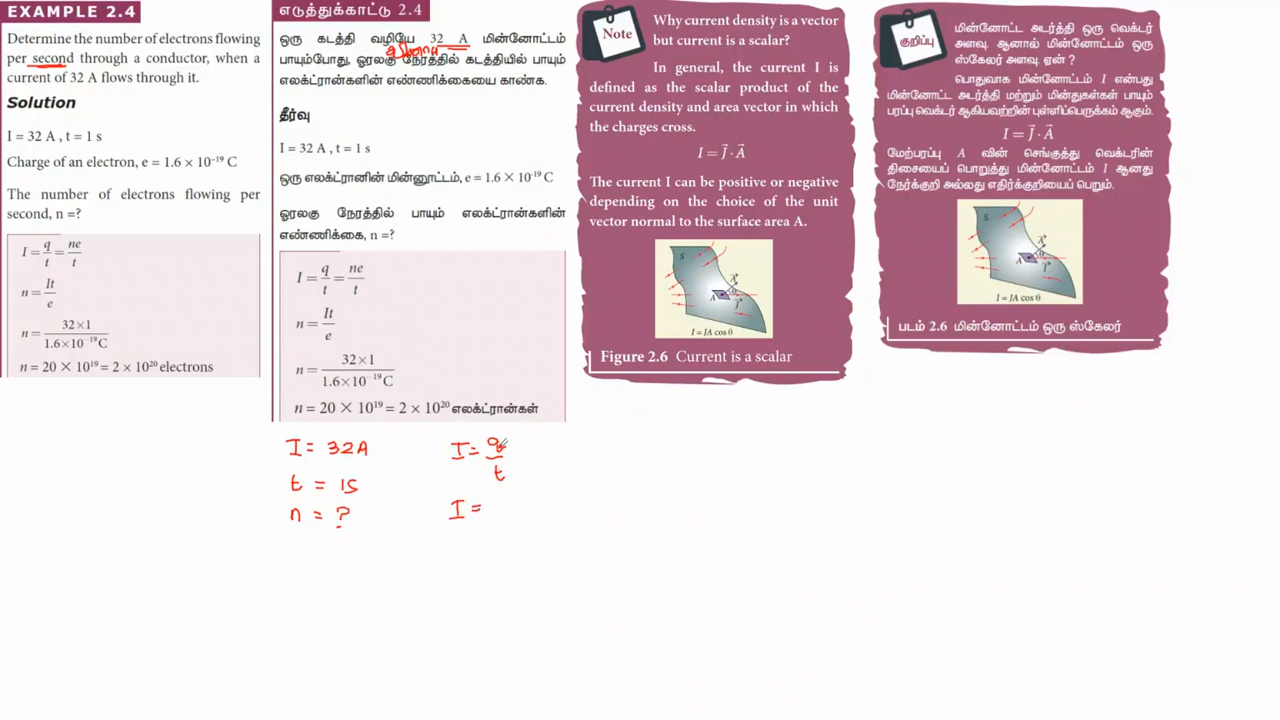 EXAMPLE 2.4
Determine the number of electrons flowing
per second through a conductor, when a
current of 32 A flows through it.
Solution
I = 32 A , t = 1 s
Charge of an electron, e = 1.6 × 10⁻¹⁹ C
The number of electrons flowing per
second, n =?
I = q/t = ne/t
n = It/e
n = 32×1/1.6×10⁻¹⁹C
n = 20 × 10¹⁹ = 2 × 10²⁰ electrons
எடுத்துக்காட்டு 2.4
ஒரு கடத்தி வழியே 32 A மின்னோட்டம்
பாயும்போது, ஓரலகு நேரத்தில் கடத்தியில் பாயும்
எலக்ட்ரான்களின் எண்ணிக்கையை காண்க.
தீர்வு
I = 32 A , t = 1 s
ஒரு எலக்ட்ரானின் மின்னூட்டம், e = 1.6 × 10⁻¹⁹ C
ஓரலகு நேரத்தில் பாயும் எலக்ட்ரான்களின்
எண்ணிக்கை, n =?
I = q/t = ne/t
n = It/e
n = 32×1/1.6×10⁻¹⁹C
n = 20 × 10¹⁹ = 2 × 10²⁰ எலக்ட்ரான்கள்
I = 32A
t = 1s
n = ?
I = q/t
I =
Note
Why current density is a vector
but current is a scalar?
In general, the current I is
defined as the scalar product of the
current density and area vector in which
the charges cross.
I = J⃗ · A⃗
The current I can be positive or negative
depending on the choice of the unit
vector normal to the surface area A.
S
A⃗
θ
A
J⃗
I = JA cos θ
Figure 2.6 Current is a scalar
குறிப்பு
மின்னோட்ட அடர்த்தி ஒரு வெக்டர்
அளவு. ஆனால் மின்னோட்டம் ஒரு
ஸ்கேலர் அளவு. ஏன் ?
பொதுவாக மின்னோட்டம் I என்பது
மின்னோட்ட அடர்த்தி மற்றும் மின்துகள்கள் பாயும்
பரப்பு வெக்டர் ஆகியவற்றின் புள்ளிப்பெருக்கம் ஆகும்.
I = J⃗ · A⃗
மேற்பரப்பு A வின் செங்குத்து வெக்டரின்
திசையைப் பொறுத்து மின்னோட்டம் I ஆனது
நேர்க்குறி அல்லது எதிர்க்குறியைப் பெறும்.
S
A⃗
θ
A
J⃗
I = JA cos θ
படம் 2.6 மின்னோட்டம் ஒரு ஸ்கேலர்